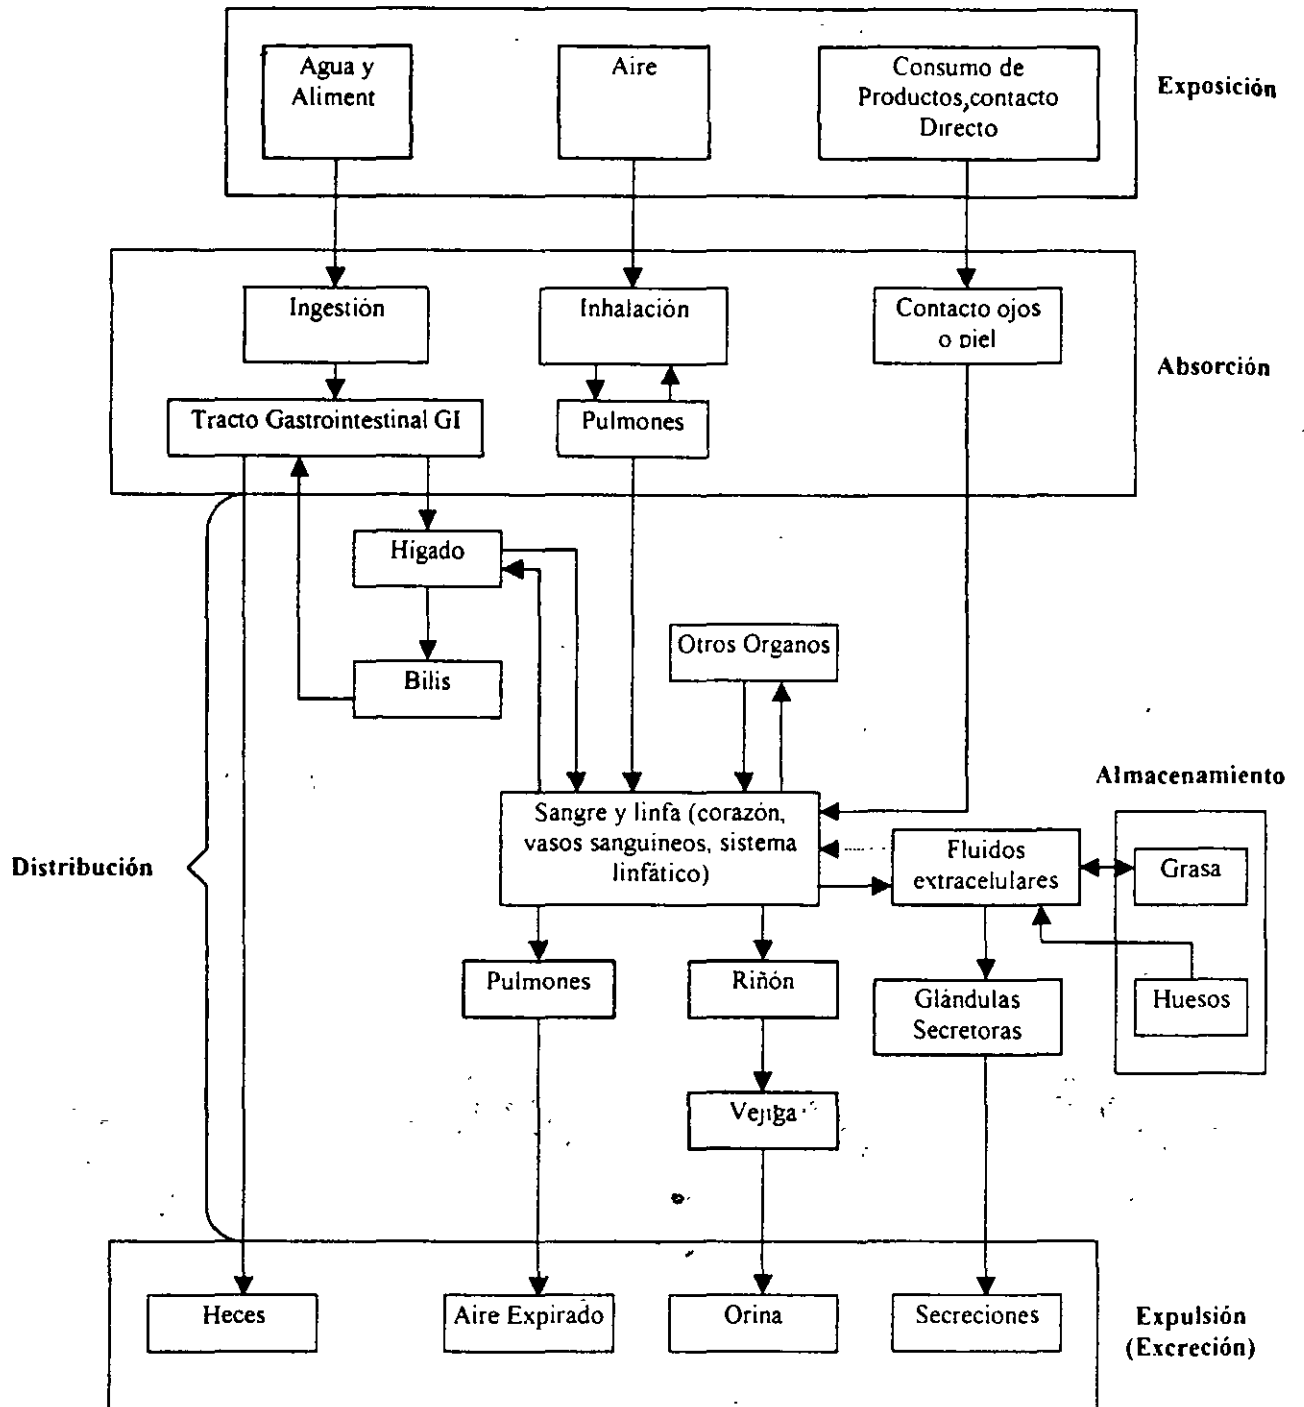 Agua y
Aliment
Aire
Consumo de
Productos,contacto
Directo
Exposición
Ingestión
Inhalación
Contacto ojos
o piel
Absorción
Tracto Gastrointestinal GI
Pulmones
Higado
Bilis
Otros Organos
Almacenamiento
Sangre y linfa (corazón,
vasos sanguineos, sistema
linfático)
Fluidos
extracelulares
Grasa
Distribución
Pulmones
Riñón
Glándulas
Secretoras
Huesos
Vejiga
Heces
Aire Expirado
Orina
Secreciones
Expulsión
(Excreción)